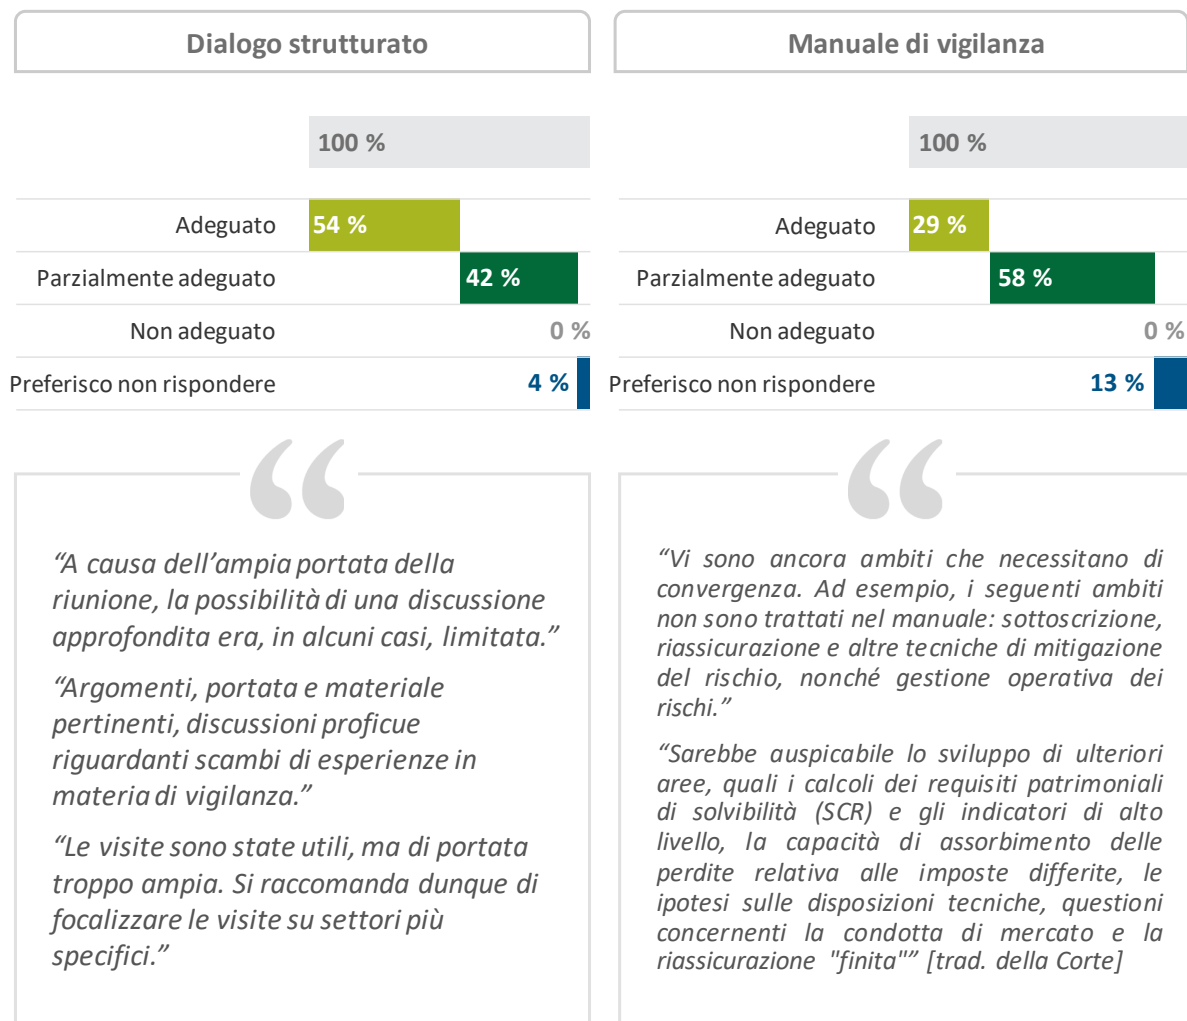 Dialogo strutturato
100 %
Adeguato 54 %
Parzialmente adeguato 42 %
Non adeguato 0 %
Preferisco non rispondere 4 %
“A causa dell’ampia portata della
riunione, la possibilità di una discussione
approfondita era, in alcuni casi, limitata.”
“Argomenti, portata e materiale
pertinenti, discussioni proficue
riguardanti scambi di esperienze in
materia di vigilanza.”
“Le visite sono state utili, ma di portata
troppo ampia. Si raccomanda dunque di
focalizzare le visite su settori più
specifici.”
Manuale di vigilanza
100 %
Adeguato 29 %
Parzialmente adeguato 58 %
Non adeguato 0 %
Preferisco non rispondere 13 %
“Vi sono ancora ambiti che necessitano di
convergenza. Ad esempio, i seguenti ambiti
non sono trattati nel manuale: sottoscrizione,
riassicurazione e altre tecniche di mitigazione
del rischio, nonché gestione operativa dei
rischi.”
“Sarebbe auspicabile lo sviluppo di ulteriori
aree, quali i calcoli dei requisiti patrimoniali
di solvibilità (SCR) e gli indicatori di alto
livello, la capacità di assorbimento delle
perdite relativa alle imposte differite, le
ipotesi sulle disposizioni tecniche, questioni
concernenti la condotta di mercato e la
riassicurazione "finita"” [trad. della Corte]